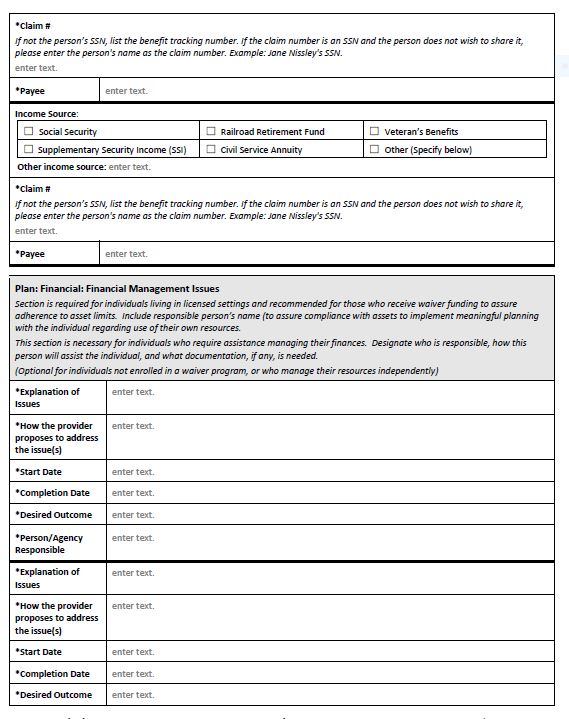 *Claim #
If not the person's SSN, list the benefit tracking number. If the claim number is an SSN and the person does not wish to share it,
please enter the person's name as the claim number. Example: Jane Nissley's SSN.
enter text.
*Payee enter text.
Income Source:
☐ Social Security ☐ Railroad Retirement Fund ☐ Veteran's Benefits
☐ Supplementary Security Income (SSI) ☐ Civil Service Annuity ☐ Other (Specify below)
Other income source: enter text.
*Claim #
If not the person's SSN, list the benefit tracking number. If the claim number is an SSN and the person does not wish to share it,
please enter the person's name as the claim number. Example: Jane Nissley's SSN.
enter text.
*Payee enter text.
Plan: Financial: Financial Management Issues
Section is required for individuals living in licensed settings and recommended for those who receive waiver funding to assure
adherence to asset limits. Include responsible person's name (to assure compliance with assets to implement meaningful planning
with the individual regarding use of their own resources.
This section is necessary for individuals who require assistance managing their finances. Designate who is responsible, how this
person will assist the individual, and what documentation, if any, is needed.
(Optional for individuals not enrolled in a waiver program, or who manage their resources independently)
*Explanation of enter text.
Issues
*How the provider enter text.
proposes to address
the issue(s)
*Start Date enter text.
*Completion Date enter text.
*Desired Outcome enter text.
*Person/Agency enter text.
Responsible
*Explanation of enter text.
Issues
*How the provider enter text.
proposes to address
the issue(s)
*Start Date enter text.
*Completion Date enter text.
*Desired Outcome enter text.